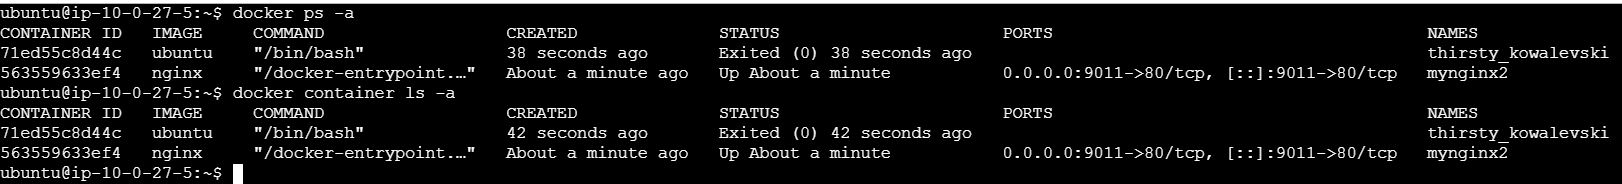 ubuntu@ip-10-0-27-5:~$ docker ps -a
CONTAINER ID   IMAGE     COMMAND                  CREATED              STATUS                      PORTS                                     NAMES
71ed55c8d44c   ubuntu    "/bin/bash"              38 seconds ago       Exited (0) 38 seconds ago                                             thirsty_kowalevski
563559633ef4   nginx     "/docker-entrypoint.…"   About a minute ago   Up About a minute           0.0.0.0:9011->80/tcp, [::]:9011->80/tcp   mynginx2
ubuntu@ip-10-0-27-5:~$ docker container ls -a
CONTAINER ID   IMAGE     COMMAND                  CREATED              STATUS                      PORTS                                     NAMES
71ed55c8d44c   ubuntu    "/bin/bash"              42 seconds ago       Exited (0) 42 seconds ago                                             thirsty_kowalevski
563559633ef4   nginx     "/docker-entrypoint.…"   About a minute ago   Up About a minute           0.0.0.0:9011->80/tcp, [::]:9011->80/tcp   mynginx2
ubuntu@ip-10-0-27-5:~$